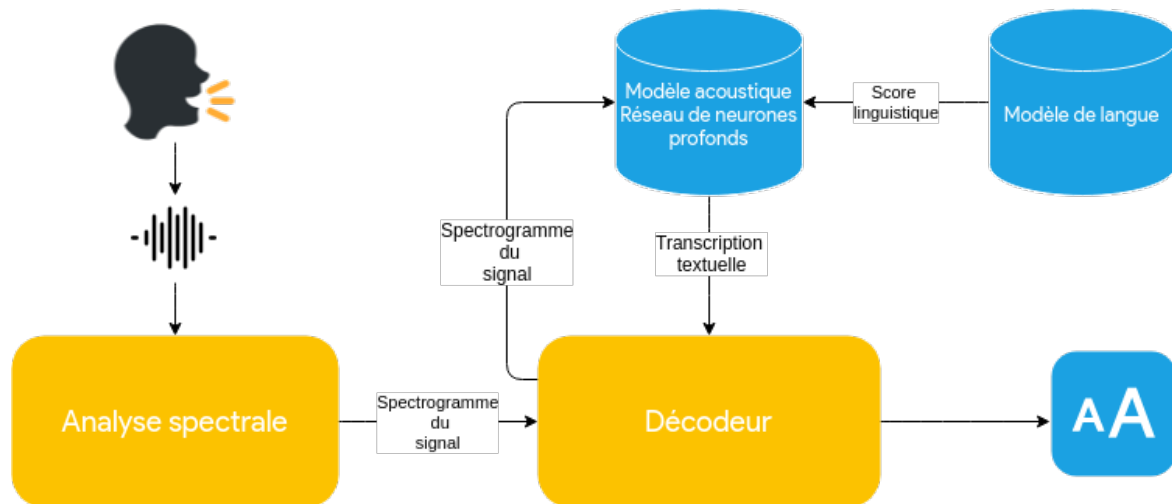 Modèle acoustique
Réseau de neurones
profonds
Score
linguistique
Modèle de langue
Spectrogramme
du
signal
Transcription
textuelle
Analyse spectrale
Spectrogramme
du
signal
Décodeur
AA